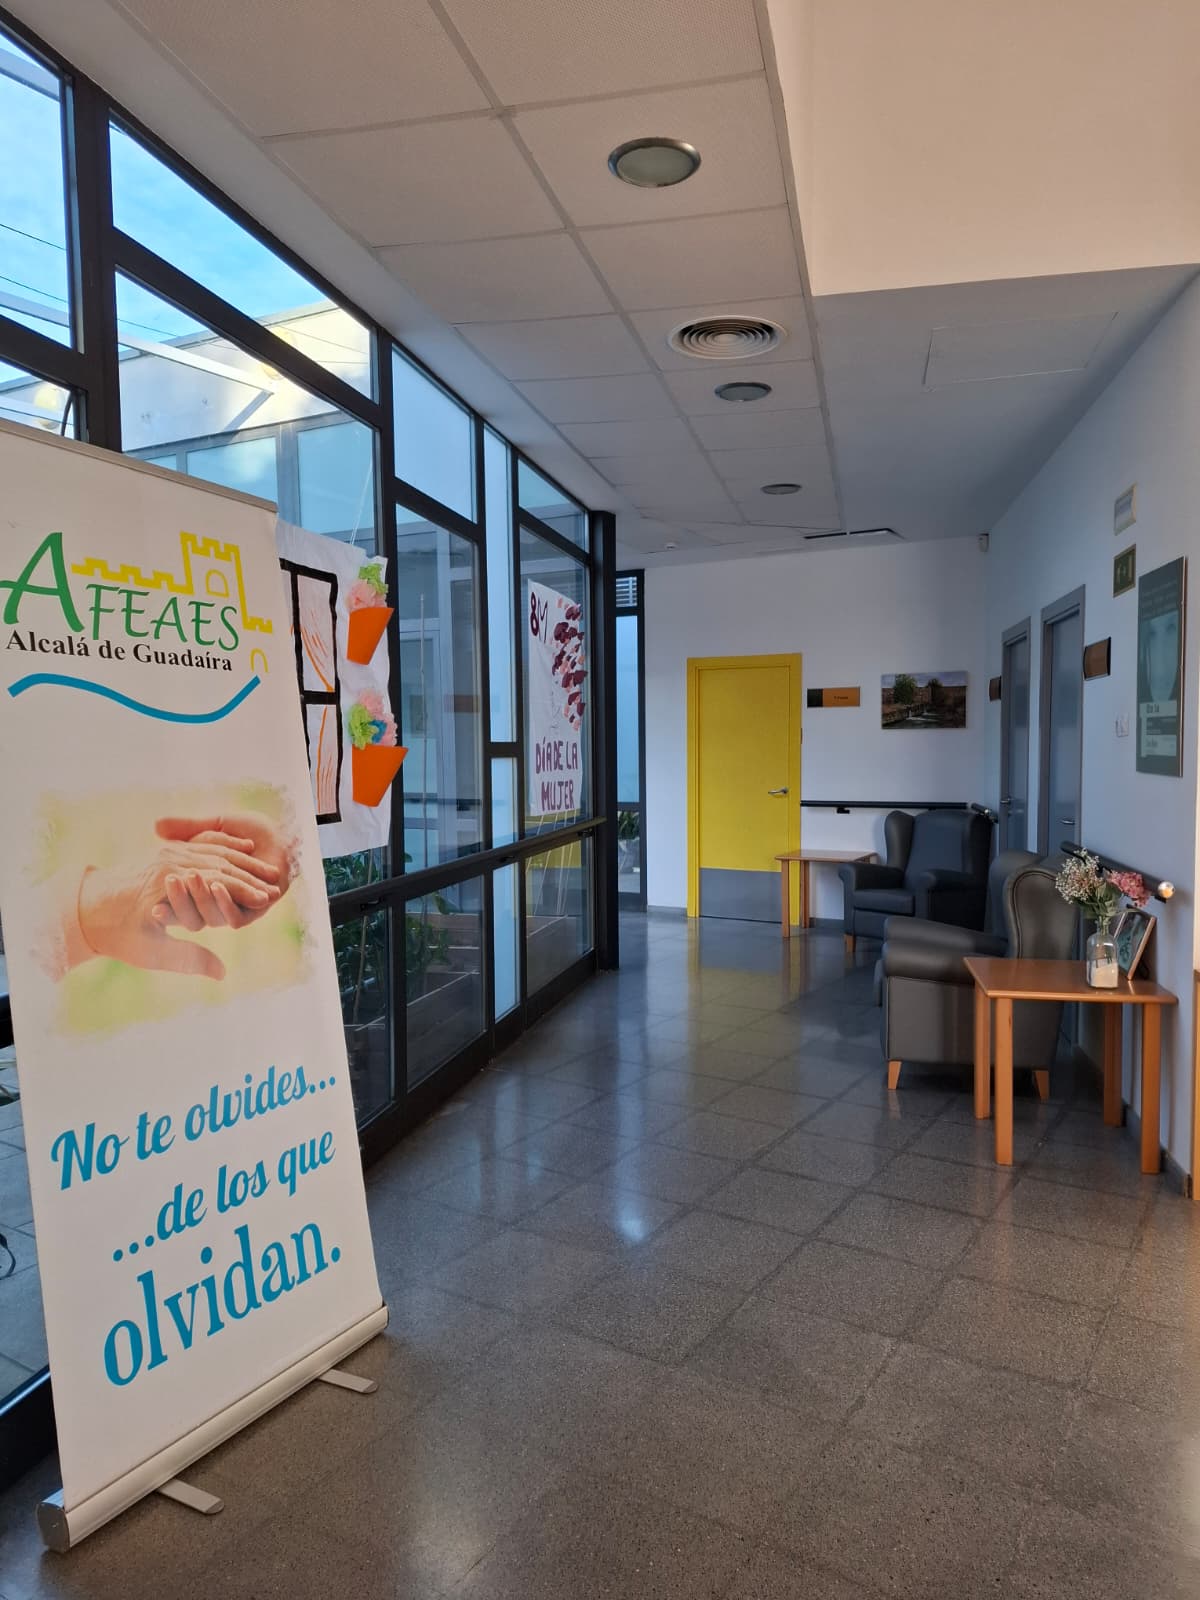 AFEAES
Alcalá de Guadaíra
No te olvides...
...de los que
olvidan.
8M
DÍA DE LA
MUJER